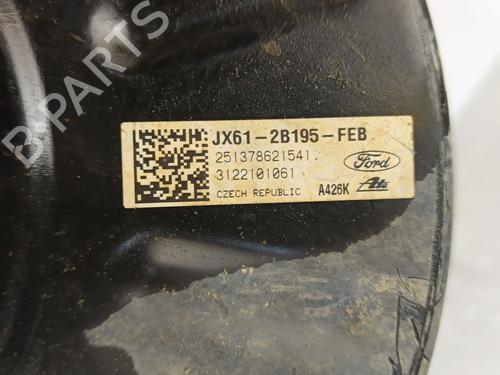 B-PARTS
JX61-2B195-FEB
251378621541.
3122101061
CZECH REPUBLIC A426K
Ford Ate